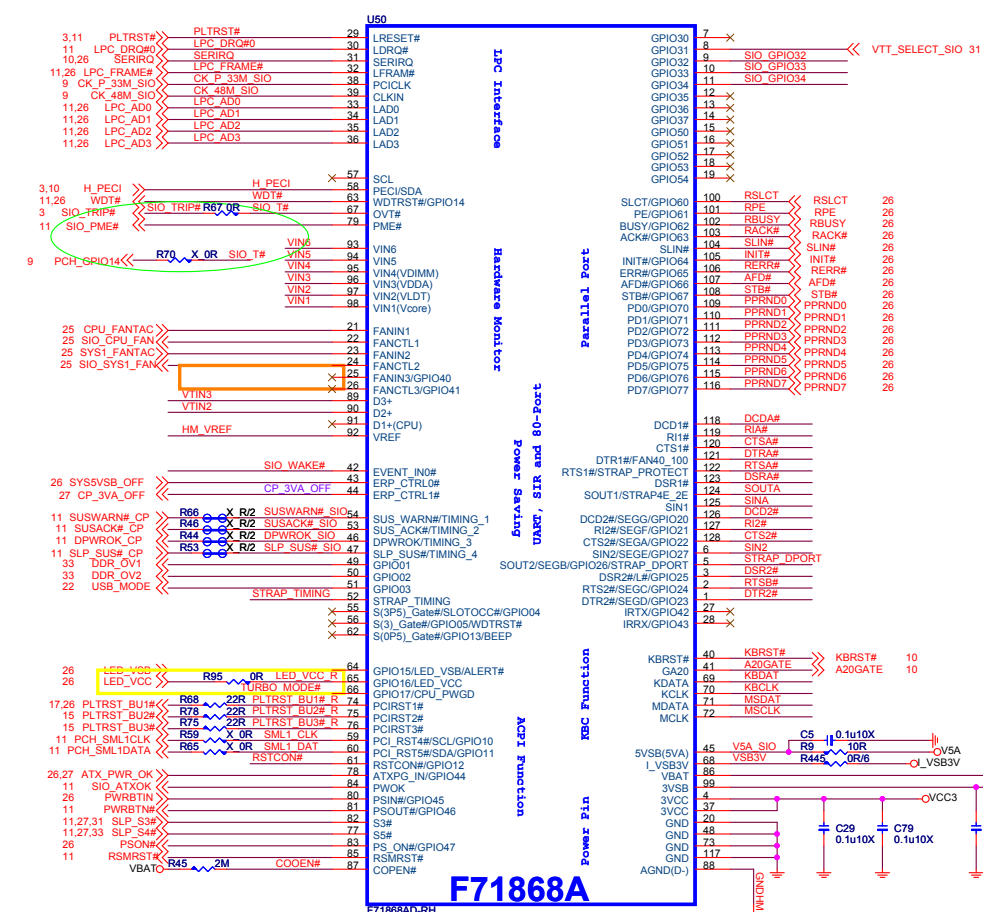 U50
3,11 PLTRST# PLTRST# 29 LRESET#
11 LPC_DRQ#0 LPC_DRQ#0 30 LDRQ#
10,26 SERIRQ SERIRQ 31 SERIRQ
11,26 LPC_FRAME# LPC_FRAME# 32 LFRAM#
9 CK_P_33M_SIO CK_P_33M_SIO 38 PCICLK
9 CK_48M_SIO CK_48M_SIO 39 CLKIN
11,26 LPC_AD0 LPC_AD0 33 LAD0
11,26 LPC_AD1 LPC_AD1 34 LAD1
11,26 LPC_AD2 LPC_AD2 35 LAD2
11,26 LPC_AD3 LPC_AD3 36 LAD3
57 SCL
3,10 H_PECI H_PECI 58 PECI/SDA
11,26 WDT# WDT# 63 WDTRST#/GPIO14
3 SIO_TRIP# SIO_TRIP# R67 0R SIO_T# 67 OVT#
11 SIO_PME# 79 PME#
VIN6 93 VIN6
9 PCH_GPIO14 R70 X_0R SIO_T# VIN5 94 VIN5
VIN4 95 VIN4(VDIMM)
VIN3 96 VIN3(VDDA)
VIN2 97 VIN2(VLDT)
VIN1 98 VIN1(Vcore)
25 CPU_FANTAC 21 FANIN1
25 SIO_CPU_FAN 22 FANCTL1
25 SYS1_FANTAC 23 FANIN2
25 SIO_SYS1_FAN 24 FANCTL2
25 FANIN3/GPIO40
26 FANCTL3/GPIO41
VTIN3 89 D3+
VTIN2 90 D2+
91 D1+(CPU)
HM_VREF 92 VREF
SIO_WAKE# 42 EVENT_IN0#
26 SYS5VSB_OFF 43 ERP_CTRL0#
27 CP_3VA_OFF CP_3VA_OFF 44 ERP_CTRL1#
11 SUSWARN#_CP R66 X_R/2 SUSWARN#_SIO 54 SUS_WARN#/TIMING_1
11 SUSACK#_CP R46 X_R/2 SUSACK#_SIO 53 SUS_ACK#/TIMING_2
11 DPWROK_CP R44 X_R/2 DPWROK_SIO 46 DPWROK/TIMING_3
11 SLP_SUS#_CP R53 X_R/2 SLP_SUS#_SIO 47 SLP_SUS#/TIMING_4
33 DDR_OV1 49 GPIO01
33 DDR_OV2 50 GPIO02
22 USB_MODE 51 GPIO03
STRAP_TIMING 52 STRAP_TIMING
55 S(3P5)_Gate#/SLOTOCC#/GPIO04
56 S(3)_Gate#/GPIO05/WDTRST#
62 S(0P5)_Gate#/GPIO13/BEEP
26 LED_VSB 64 GPIO15/LED_VSB/ALERT#
26 LED_VCC R95 0R LED_VCC_R 65 GPIO16/LED_VCC
TURBO_MODE# 66 GPIO17/CPU_PWGD
17,26 PLTRST_BU1# R68 22R PLTRST_BU1#_R 74 PCIRST1#
15 PLTRST_BU2# R78 22R PLTRST_BU2#_R 75 PCIRST2#
15 PLTRST_BU3# R75 22R PLTRST_BU3#_R 76 PCIRST3#
11 PCH_SML1CLK R59 X_0R SML1_CLK 59 PCI_RST4#/SCL/GPIO10
11 PCH_SML1DATA R65 X_0R SML1_DAT 60 PCI_RST5#/SDA/GPIO11
RSTCON# 61 RSTCON#/GPIO12
26,27 ATX_PWR_OK 78 ATXPG_IN/GPIO44
11 SIO_ATXOK 84 PWOK
26 PWRBTIN 80 PSIN#/GPIO45
11 PWRBTN# 81 PSOUT#/GPIO46
11,27,31 SLP_S3# 82 S3#
11,27,33 SLP_S4# 77 S5#
26 PSON# 83 PS_ON#/GPIO47
11 RSMRST# 85 RSMRST#
VBAT R45 2M COOEN# 87 COPEN#
LPC Interface
Hardware Monitor
Power Saving
UART, SIR and 80-Port
Parallel Port
KBC Function
ACPI Function
Power Pin
GPIO30 7
GPIO31 8 VTT_SELECT_SIO 31
GPIO32 9 SIO_GPIO32
GPIO33 10 SIO_GPIO33
GPIO34 11 SIO_GPIO34
GPIO35 12
GPIO36 13
GPIO37 14
GPIO50 15
GPIO51 16
GPIO52 17
GPIO53 18
GPIO54 19
SLCT/GPIO60 100 RSLCT RSLCT 26
PE/GPIO61 101 RPE RPE 26
BUSY/GPIO62 102 RBUSY RBUSY 26
ACK#/GPIO63 103 RACK# RACK# 26
SLIN# 104 SLIN# SLIN# 26
INIT#/GPIO64 105 INIT# INIT# 26
ERR#/GPIO65 106 RERR# RERR# 26
AFD#/GPIO66 107 AFD# AFD# 26
STB#/GPIO67 108 STB# STB# 26
PD0/GPIO70 109 PPRND0 PPRND0 26
PD1/GPIO71 110 PPRND1 PPRND1 26
PD2/GPIO72 111 PPRND2 PPRND2 26
PD3/GPIO73 112 PPRND3 PPRND3 26
PD4/GPIO74 113 PPRND4 PPRND4 26
PD5/GPIO75 114 PPRND5 PPRND5 26
PD6/GPIO76 115 PPRND6 PPRND6 26
PD7/GPIO77 116 PPRND7 PPRND7 26
DCD1# 118 DCDA#
RI1# 119 RIA#
CTS1# 120 CTSA#
DTR1#/FAN40_100 121 DTRA#
RTS1#/STRAP_PROTECT 122 RTSA#
DSR1# 123 DSRA#
SOUT1/STRAP4E_2E 124 SOUTA
SIN1 125 SINA
DCD2#/SEGG/GPIO20 126 DCD2#
RI2#/SEGF/GPIO21 127 RI2#
CTS2#/SEGA/GPIO22 128 CTS2#
SIN2/SEGE/GPIO27 6 SIN2
SOUT2/SEGB/GPIO26/STRAP_DPORT 5 STRAP_DPORT
DSR2#/L#/GPIO25 3 DSR2#
RTS2#/SEGC/GPIO24 2 RTSB#
DTR2#/SEGD/GPIO23 1 DTR2#
IRTX/GPIO42 27
IRRX/GPIO43 28
KBRST# 40 KBRST# KBRST# 10
GA20 41 A20GATE A20GATE 10
KDATA 69 KBDAT
KCLK 70 KBCLK
MDATA 71 MSDAT
MCLK 72 MSCLK
C5 0.1u10X
5VSB(5VA) 45 V5A_SIO R9 10R V5A
I_VSB3V 68 VSB3V R445 0R/6 I_VSB3V
VBAT 86
3VSB 99
3VCC 4 VCC3
3VCC 37
GND 20
GND 48
GND 73
GND 117
AGND(D-) 88
C29 0.1u10X
C79 0.1u10X
GNDHM
F71868A
F71868AD-RH